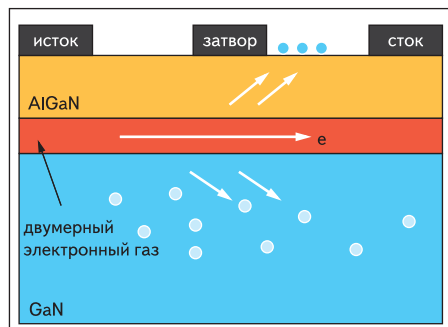 исток
затвор
сток
AlGaN
e
двумерный
электронный газ
GaN